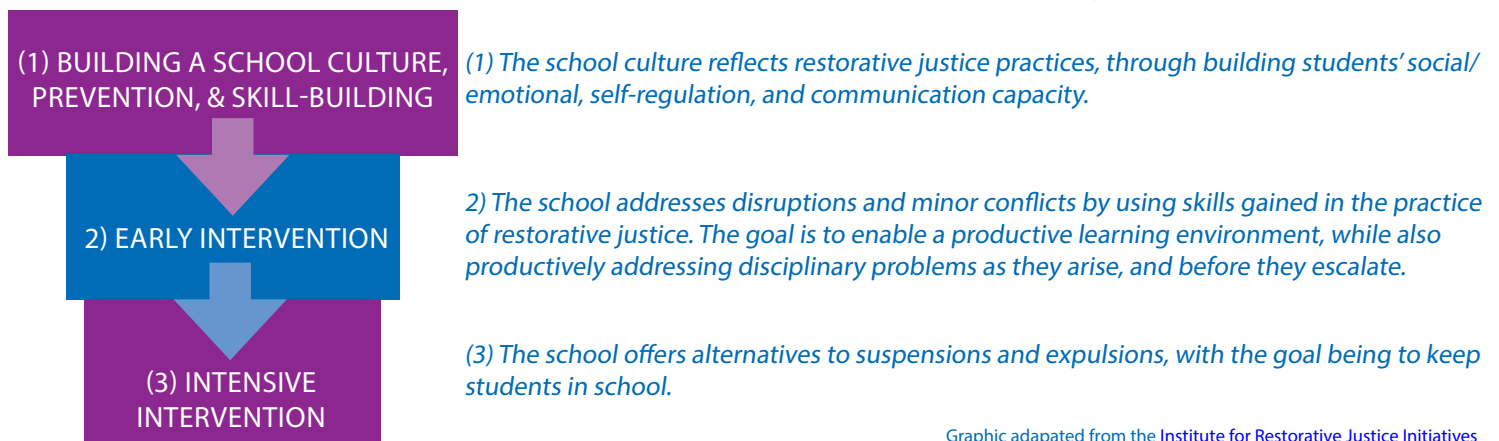 (1) BUILDING A SCHOOL CULTURE,
PREVENTION, & SKILL-BUILDING
(1) The school culture reflects restorative justice practices, through building students’ social/
emotional, self-regulation, and communication capacity.
2) EARLY INTERVENTION
2) The school addresses disruptions and minor conflicts by using skills gained in the practice
of restorative justice. The goal is to enable a productive learning environment, while also
productively addressing disciplinary problems as they arise, and before they escalate.
(3) INTENSIVE
INTERVENTION
(3) The school offers alternatives to suspensions and expulsions, with the goal being to keep
students in school.
Graphic adapated from the Institute for Restorative Justice Initiatives